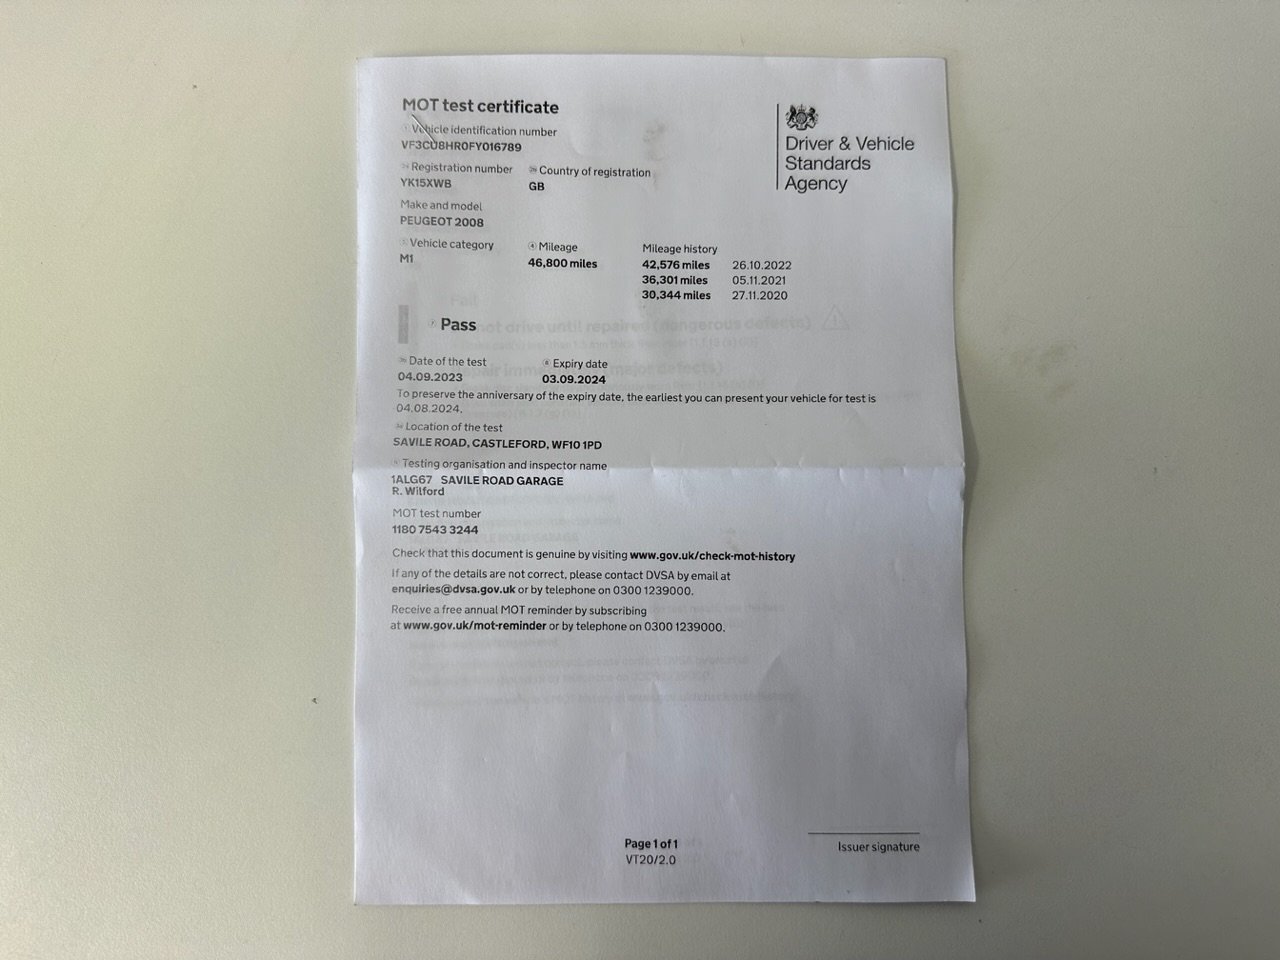 MOT test certificate
Vehicle identification number
VF3CU8HR0FY016789
Registration number
YK15XWB
Country of registration
GB
Make and model
PEUGEOT 2008
Vehicle category
M1
Mileage
46,800 miles
Mileage history
42,576 miles 26.10.2022
36,301 miles 05.11.2021
30,344 miles 27.11.2020
Driver & Vehicle
Standards
Agency
Pass
Date of the test
04.09.2023
Expiry date
03.09.2024
To preserve the anniversary of the expiry date, the earliest you can present your vehicle for test is
04.08.2024.
Location of the test
SAVILE ROAD, CASTLEFORD, WF10 1PD
Testing organisation and inspector name
1ALG67 SAVILE ROAD GARAGE
R. Wilford
MOT test number
1180 7543 3244
Check that this document is genuine by visiting www.gov.uk/check-mot-history
If any of the details are not correct, please contact DVSA by email at
enquiries@dvsa.gov.uk or by telephone on 0300 1239000.
Receive a free annual MOT reminder by subscribing
at www.gov.uk/mot-reminder or by telephone on 0300 1239000.
Page 1 of 1
VT20/2.0
Issuer signature